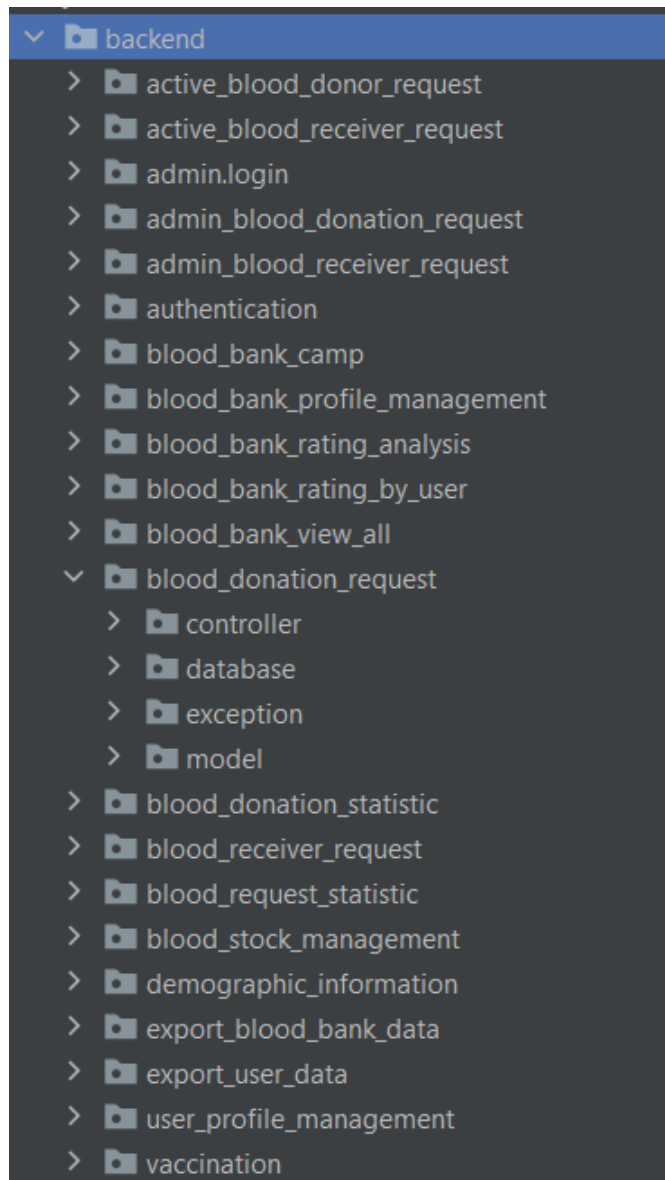 backend
active_blood_donor_request
active_blood_receiver_request
admin.login
admin_blood_donation_request
admin_blood_receiver_request
authentication
blood_bank_camp
blood_bank_profile_management
blood_bank_rating_analysis
blood_bank_rating_by_user
blood_bank_view_all
blood_donation_request
controller
database
exception
model
blood_donation_statistic
blood_receiver_request
blood_request_statistic
blood_stock_management
demographic_information
export_blood_bank_data
export_user_data
user_profile_management
vaccination